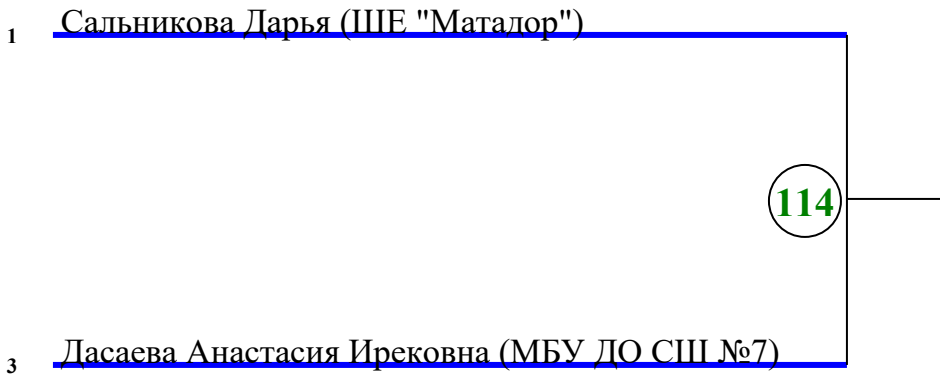 1 Сальникова Дарья (ШЕ "Матадор")
114
3 Дасаева Анастасия Ирековна (МБУ ДО СШ №7)